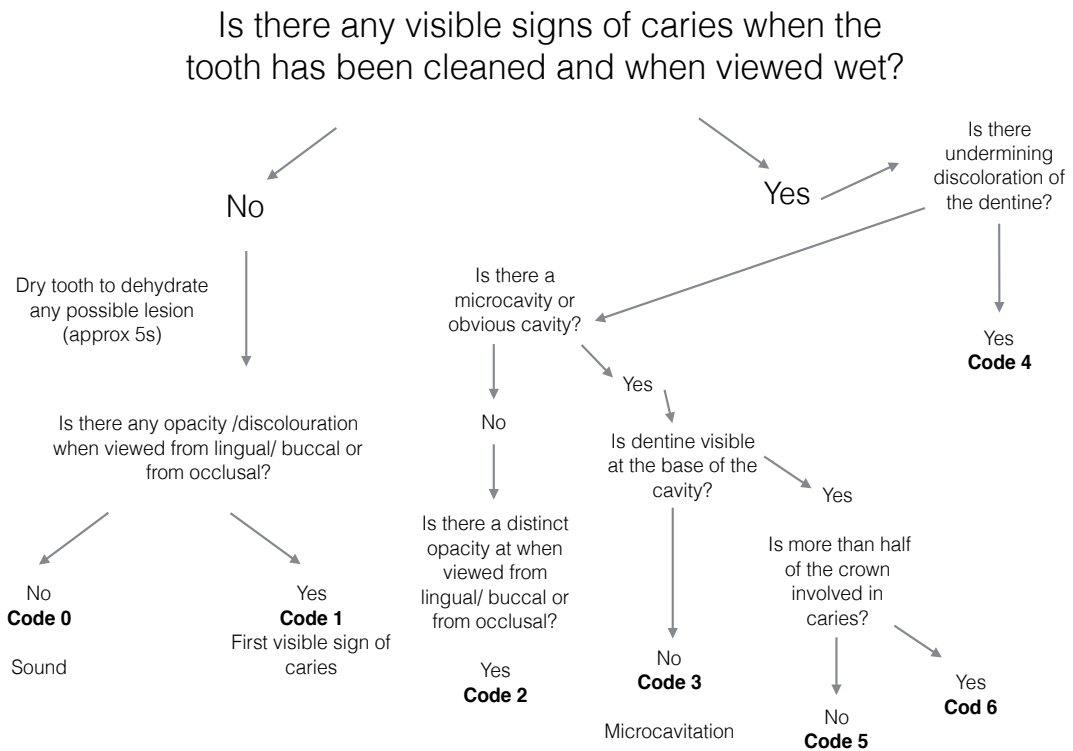 Is there any visible signs of caries when the
tooth has been cleaned and when viewed wet?
No
Dry tooth to dehydrate
any possible lesion
(approx 5s)
Is there any opacity /discolouration
when viewed from lingual/ buccal or
from occlusal?
No
Code 0
Sound
Yes
Code 1
First visible sign of
caries
Yes
Is there
undermining
discoloration of
the dentine?
Yes
Code 4
Is there a
microcavity or
obvious cavity?
No
Is there a distinct
opacity at when
viewed from
lingual/ buccal or
from occlusal?
Yes
Code 2
Yes
Is dentine visible
at the base of the
cavity?
No
Code 3
Microcavitation
Yes
Is more than half
of the crown
involved in
caries?
No
Code 5
Yes
Cod 6